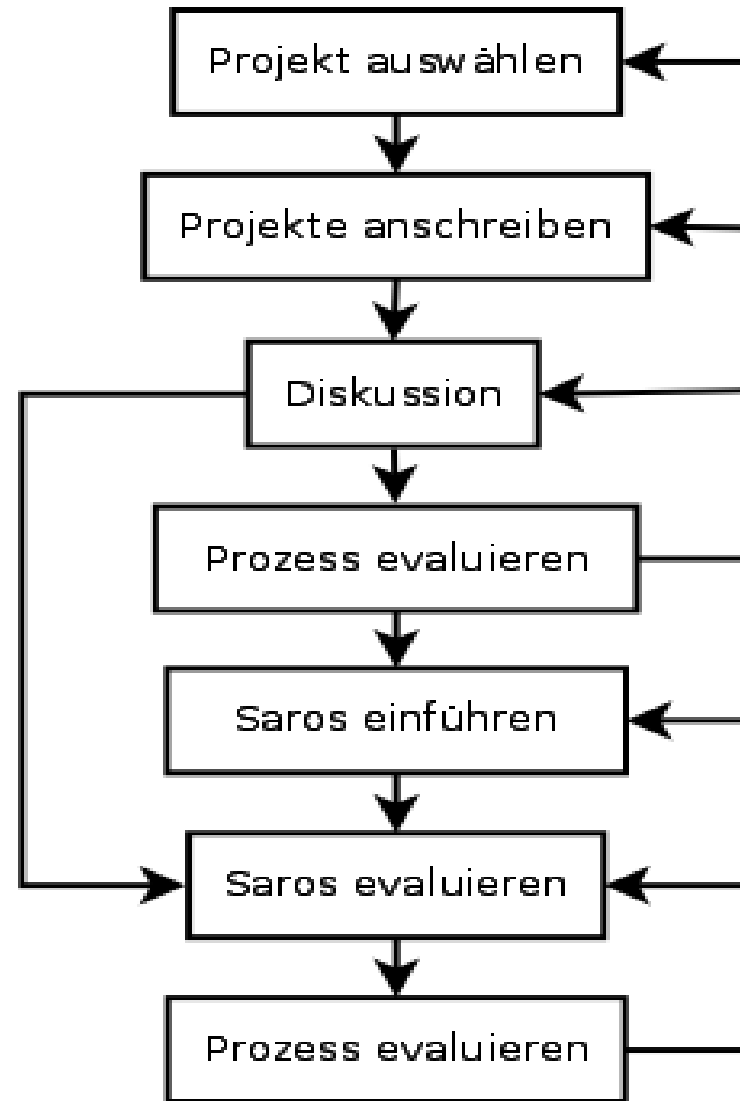 Projekt auswählen
Projekte anschreiben
Diskussion
Prozess evaluieren
Saros einführen
Saros evaluieren
Prozess evaluieren